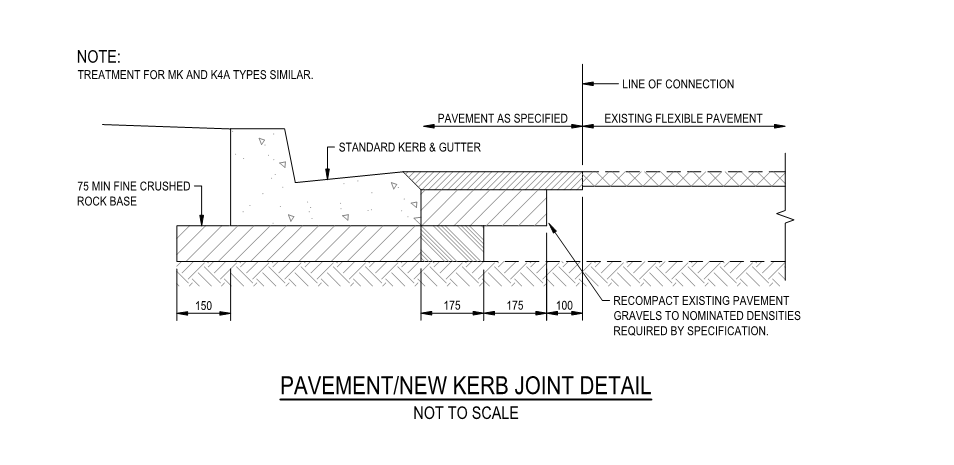 NOTE:
TREATMENT FOR MK AND K4A TYPES SIMILAR.
LINE OF CONNECTION
PAVEMENT AS SPECIFIED
EXISTING FLEXIBLE PAVEMENT
STANDARD KERB & GUTTER
75 MIN FINE CRUSHED
ROCK BASE
150
175
175
100
RECOMPACT EXISTING PAVEMENT
GRAVELS TO NOMINATED DENSITIES
REQUIRED BY SPECIFICATION.
PAVEMENT/NEW KERB JOINT DETAIL
NOT TO SCALE